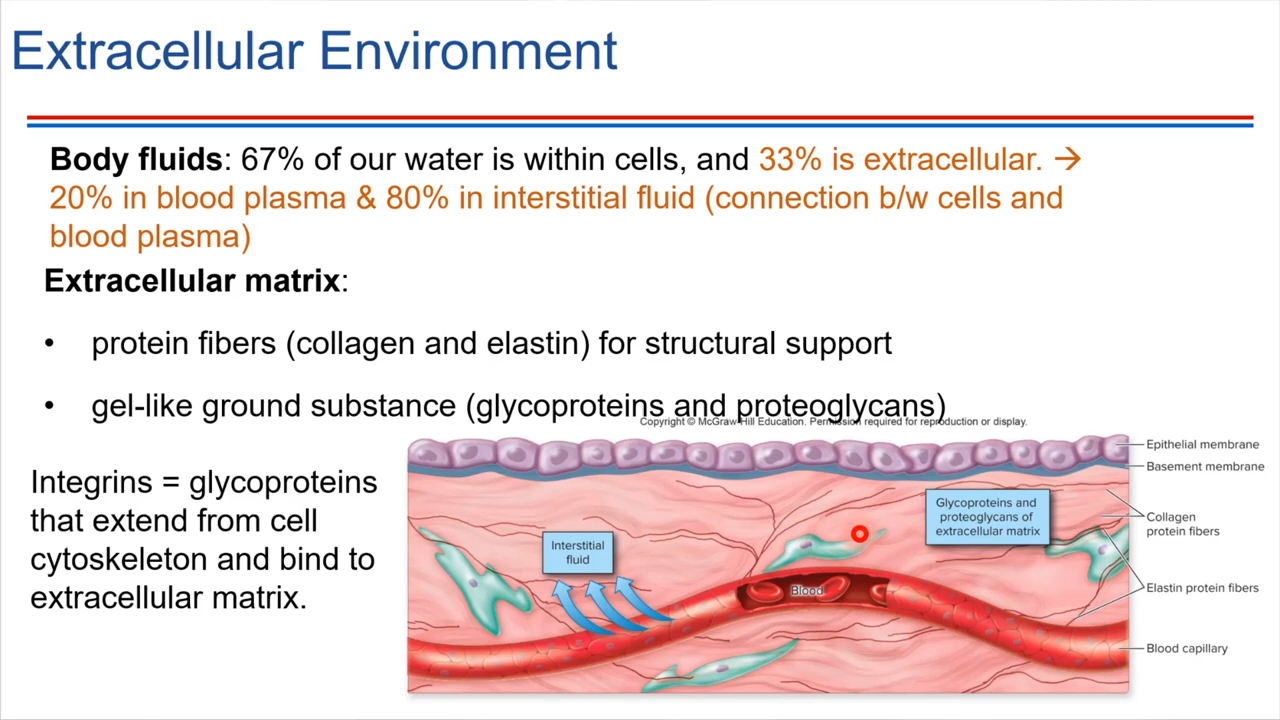 Extracellular Environment
Body fluids: 67% of our water is within cells, and 33% is extracellular. →
20% in blood plasma & 80% in interstitial fluid (connection b/w cells and
blood plasma)
Extracellular matrix:
• protein fibers (collagen and elastin) for structural support
• gel-like ground substance (glycoproteins and proteoglycans)
Copyright © McGraw-Hill Education. Permission required for reproduction or display.
Integrins = glycoproteins
that extend from cell
cytoskeleton and bind to
extracellular matrix.
Interstitial
fluid
Blood
Glycoproteins and
proteoglycans of
extracellular matrix
Epithelial membrane
Basement membrane
Collagen
protein fibers
Elastin protein fibers
Blood capillary